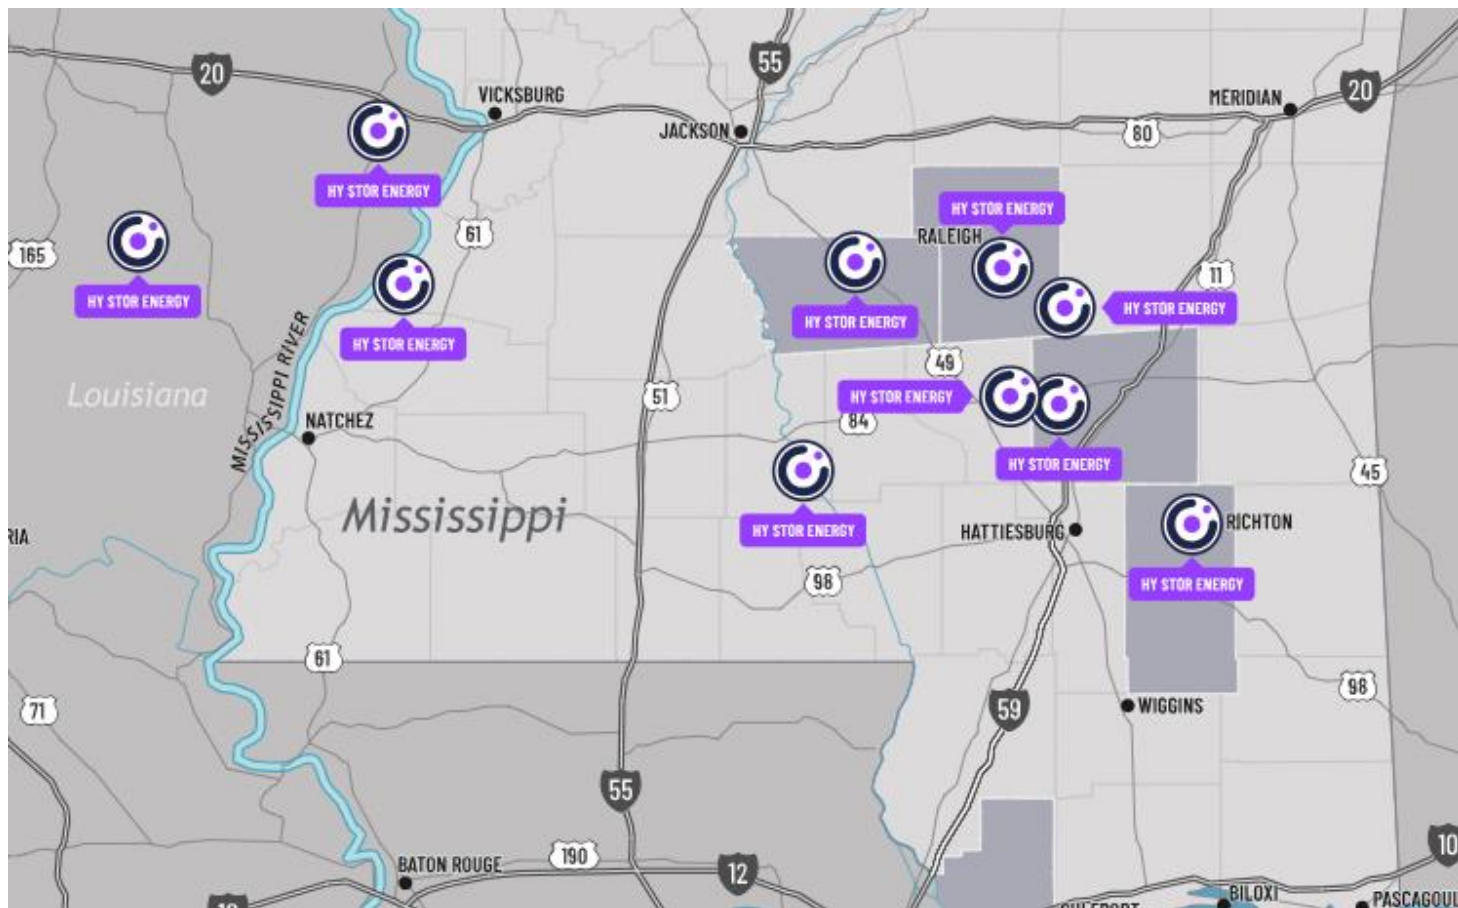 20
55
VICKSBURG
MERIDIAN
20
JACKSON
80
HY STOR ENERGY
HY STOR ENERGY
61
RALEIGH
165
11
HY STOR ENERGY
HY STOR ENERGY
HY STOR ENERGY
HY STOR ENERGY
MISSISSIPPI RIVER
49
Louisiana
51
HY STOR ENERGY
84
NATCHEZ
HY STOR ENERGY
45
Mississippi
HY STOR ENERGY
HATTIESBURG
RICHTON
RIA
98
HY STOR ENERGY
61
98
71
59
WIGGINS
55
10
190
BATON ROUGE
12
BILOXI
PASCAGOUL